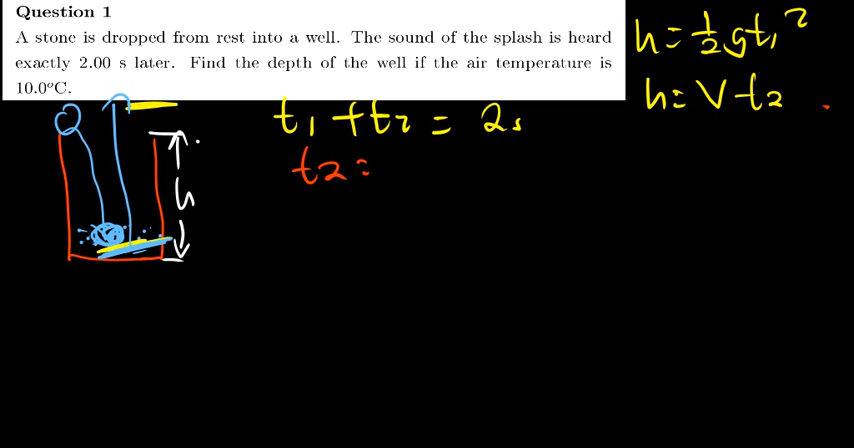 Question 1
A stone is dropped from rest into a well. The sound of the splash is heard
exactly 2.00 s later. Find the depth of the well if the air temperature is
10.0°C.
h = ½gt₁²
h = Vt₂
t₁ + t₂ = 2s
t₂ =
h